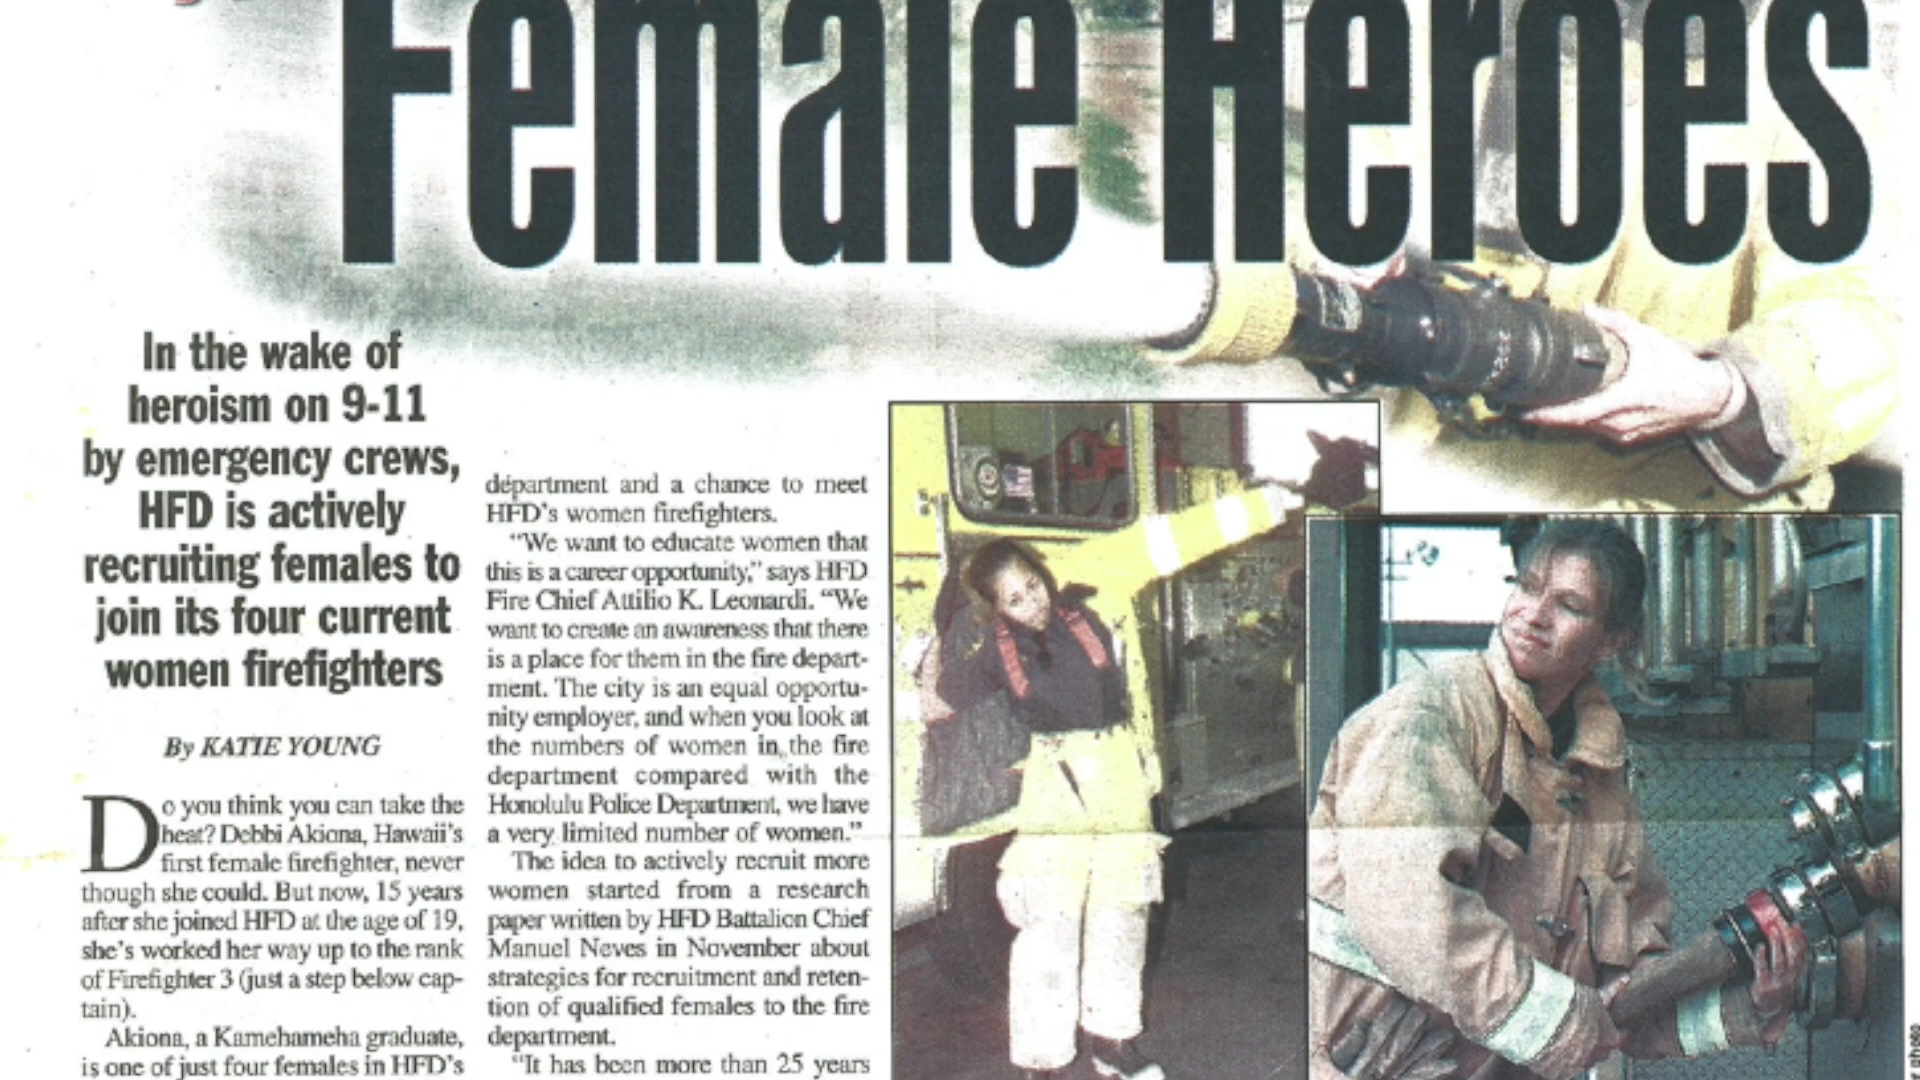 Female Heroes
In the wake of
heroism on 9-11
by emergency crews,
HFD is actively
recruiting females to
join its four current
women firefighters
By KATIE YOUNG
Do you think you can take the
heat? Debbi Akiona, Hawaii's
first female firefighter, never
though she could. But now, 15 years
after she joined HFD at the age of 19,
she's worked her way up to the rank
of Firefighter 3 (just a step below cap-
tain).
Akiona, a Kamehameha graduate,
is one of just four females in HFD's
department and a chance to meet
HFD's women firefighters.
"We want to educate women that
this is a career opportunity," says HFD
Fire Chief Attilio K. Leonardi. "We
want to create an awareness that there
is a place for them in the fire depart-
ment. The city is an equal opportu-
nity employer, and when you look at
the numbers of women in the fire
department compared with the
Honolulu Police Department, we have
a very limited number of women."
The idea to actively recruit more
women started from a research
paper written by HFD Battalion Chief
Manuel Neves in November about
strategies for recruitment and reten-
tion of qualified females to the fire
department.
"It has been more than 25 years
photo